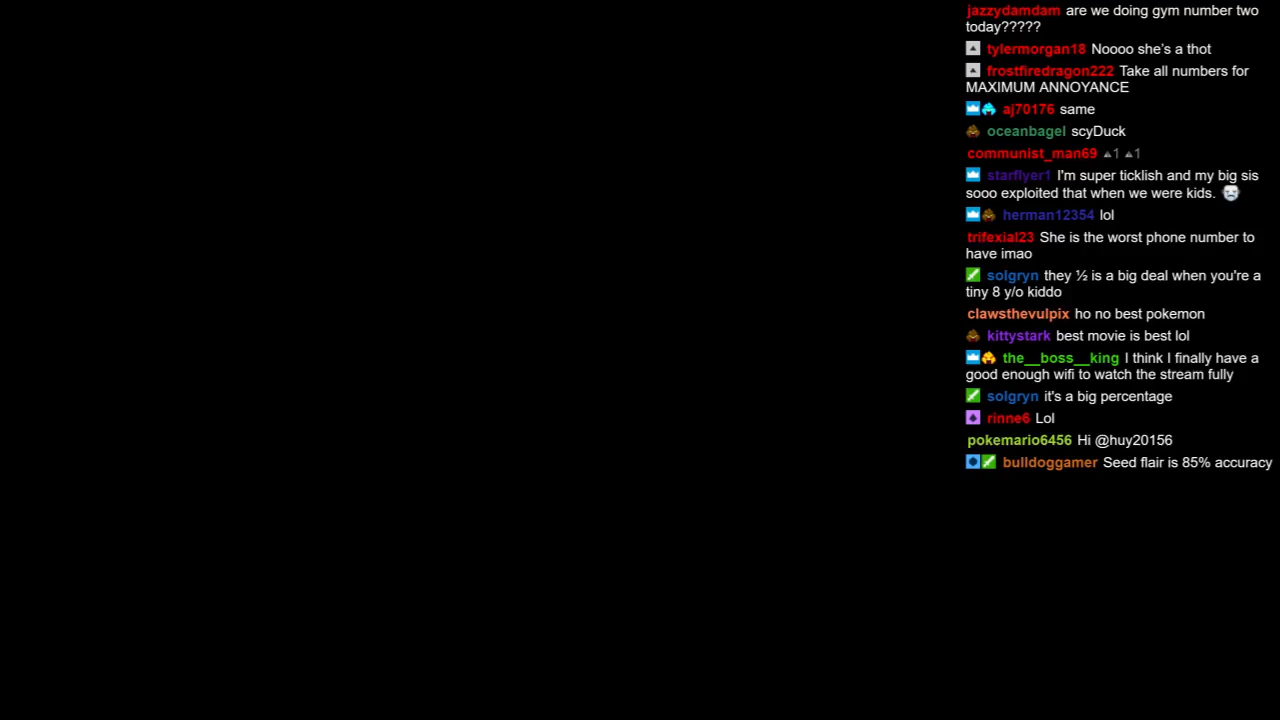 jazzydamdam are we doing gym number two
today?????
tylermorgan18 Noooo she's a thot
frostfiredragon222 Take all numbers for
MAXIMUM ANNOYANCE
aj70176 same
oceanbagel scyDuck
communist_man69 1 1
starflyer1 I'm super ticklish and my big sis
sooo exploited that when we were kids.
herman12354 lol
trifexial23 She is the worst phone number to
have imao
solgryn they ½ is a big deal when you're a
tiny 8 y/o kiddo
clawsthevulpix ho no best pokemon
kittystark best movie is best lol
the__boss__king I think I finally have a
good enough wifi to watch the stream fully
solgryn it's a big percentage
rinne6 Lol
pokemario6456 Hi @huy20156
bulldoggamer Seed flair is 85% accuracy